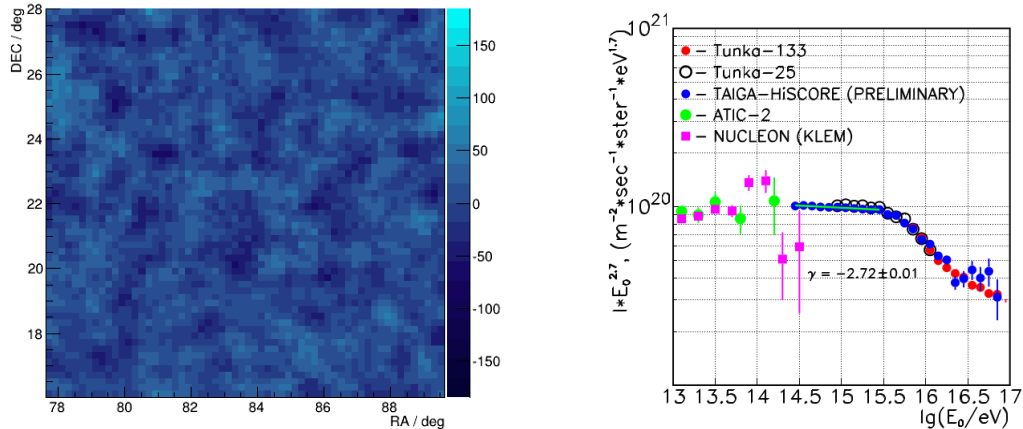 DEC / deg
28
26
24
22
20
18
78
80
82
84
86
88
RA / deg
150
100
50
0
-50
-100
-150
I*E₀^2.7, (m⁻²*sec⁻¹*ster⁻¹*eV^1.7)
10²¹
10²⁰
10
– Tunka-133
– Tunka-25
– TAIGA-HiSCORE (PRELIMINARY)
– ATIC-2
– NUCLEON (KLEM)
γ = -2.72±0.01
13 13.5 14 14.5 15 15.5 16 16.5 17
lg(E₀/eV)